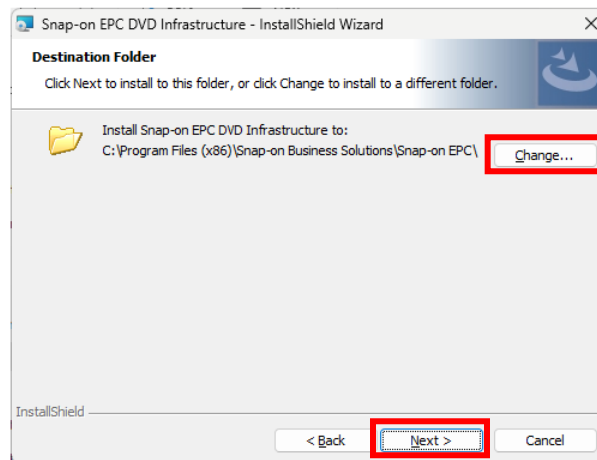 Snap-on EPC DVD Infrastructure - InstallShield Wizard
Destination Folder
Click Next to install to this folder, or click Change to install to a different folder.
Install Snap-on EPC DVD Infrastructure to:
C:\Program Files (x86)\Snap-on Business Solutions\Snap-on EPC\
Change...
InstallShield
< Back
Next >
Cancel